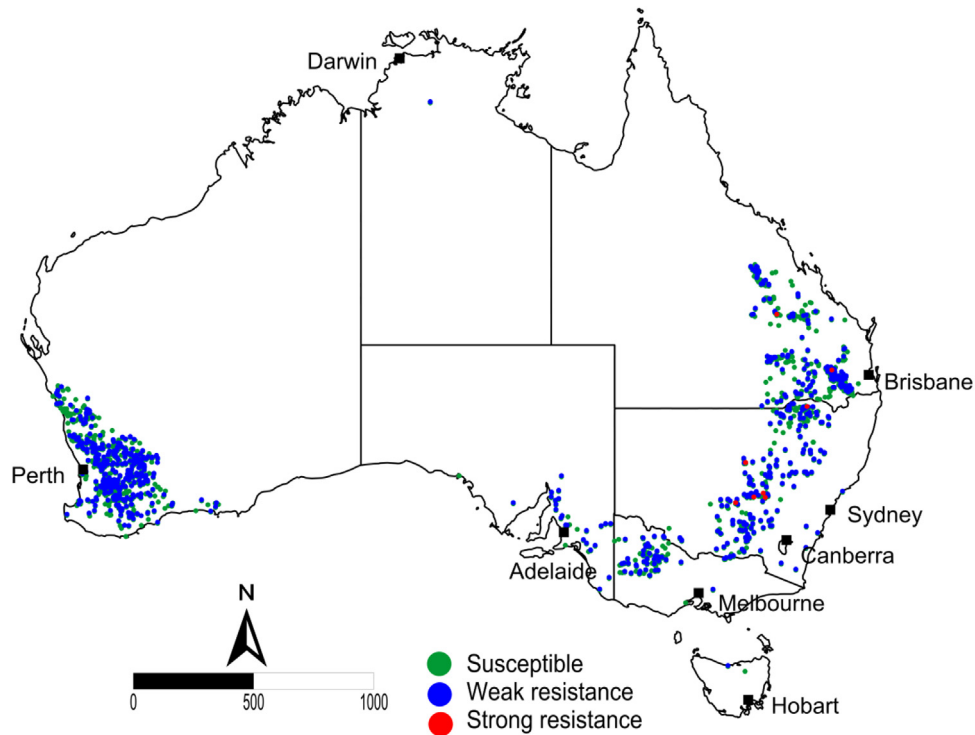 Darwin
Brisbane
Perth
Sydney
Canberra
Adelaide
Melbourne
N
Susceptible
Weak resistance
Strong resistance
0 500 1000
Hobart